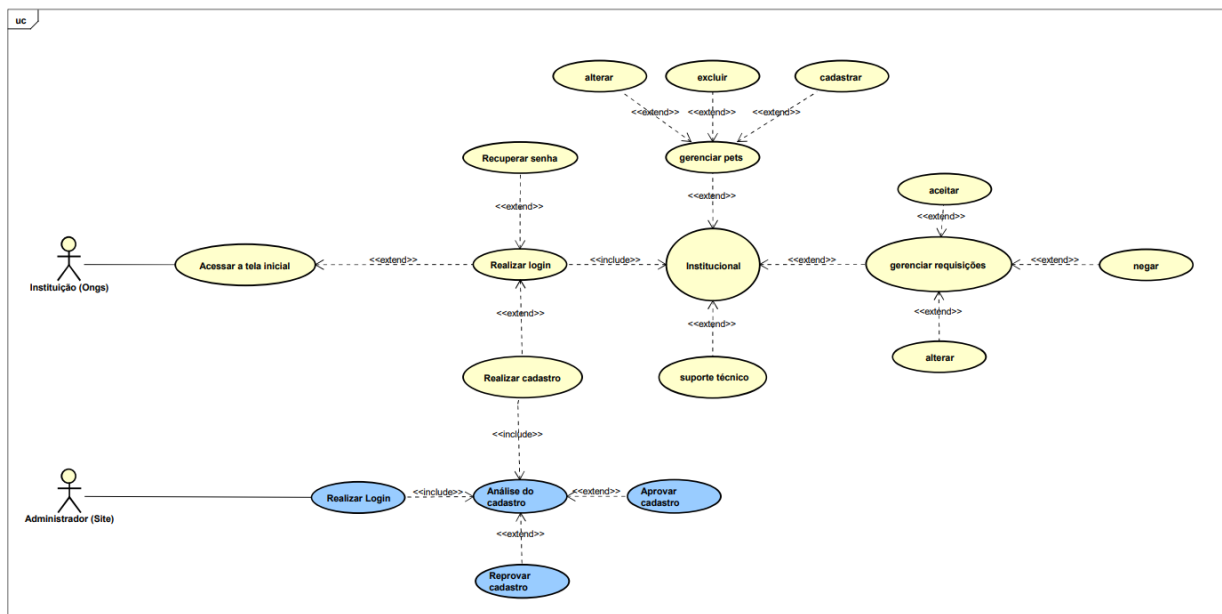 uc
alterar
excluir
cadastrar
<<extend>>
<<extend>>
<<extend>>
Recuperar senha
gerenciar pets
<<extend>>
<<extend>>
aceitar
<<extend>>
Instituição (Ongs)
Acessar a tela inicial
<<extend>>
Realizar login
<<include>>
Institucional
<<extend>>
gerenciar requisições
<<extend>>
negar
<<extend>>
<<extend>>
<<extend>>
alterar
Realizar cadastro
suporte técnico
<<include>>
Administrador (Site)
Realizar Login
<<include>>
Análise do
cadastro
<<extend>>
Aprovar
cadastro
<<extend>>
Reprovar
cadastro